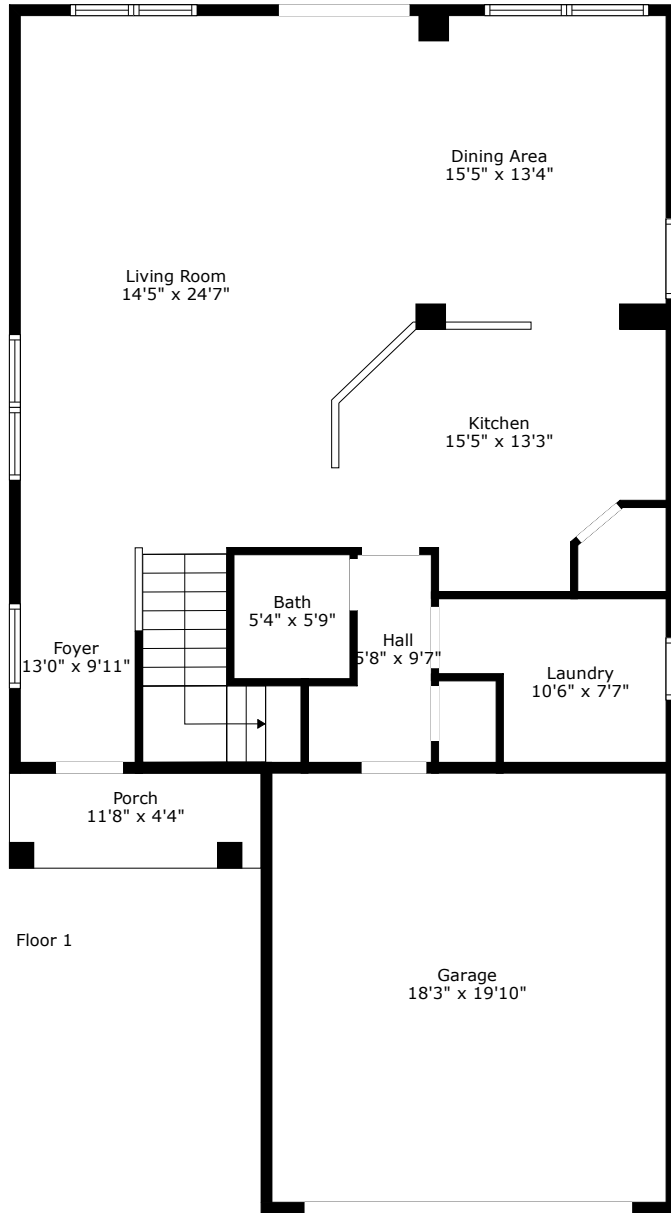 Dining Area
15'5" x 13'4"
Living Room
14'5" x 24'7"
Kitchen
15'5" x 13'3"
Bath
5'4" x 5'9"
Foyer
13'0" x 9'11"
Hall
5'8" x 9'7"
Laundry
10'6" x 7'7"
Porch
11'8" x 4'4"
Floor 1
Garage
18'3" x 19'10"